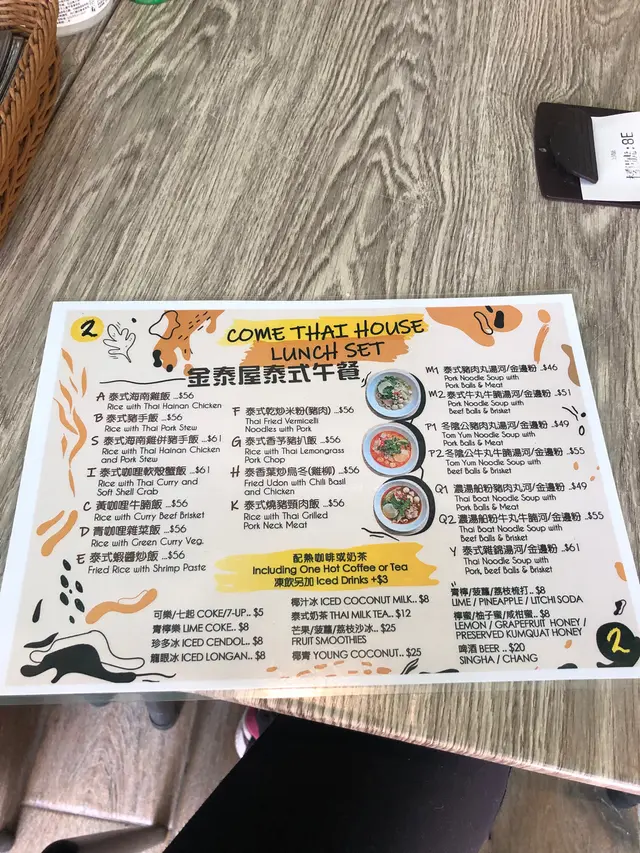 2
COME THAI HOUSE
LUNCH SET
金泰屋泰式午餐
A 泰式海南雞飯 ...$56
Rice with Thai Hainan Chicken
B 泰式豬手飯 ...$56
Rice with Thai Pork Stew
S 泰式海南雞併豬手飯 ...$61
Rice with Thai Hainan Chicken
and Pork Stew
I 泰式咖哩軟殼蟹飯 ...$61
Rice with Thai Curry and
Soft Shell Crab
C 黃咖哩牛腩飯 ...$56
Rice with Curry Beef Brisket
D 青咖哩雜菜飯 ...$56
Rice with Green Curry Veg.
E 泰式蝦醬炒飯 ...$56
Fried Rice with Shrimp Paste
F 泰式乾炒米粉(豬肉) ...$56
Thai Fried Vermicelli
Noodles with Pork
G 泰式香茅豬扒飯 ...$56
Rice with Thai Lemongrass
Pork Chop
H 泰香葉炒烏冬(雞柳) ...$56
Fried Udon with Chili Basil
and Chicken
K 泰式燒豬頸肉飯 ...$56
Rice with Thai Grilled
Pork Neck Meat
M1 泰式豬肉丸湯河/金邊粉 ...$46
Pork Noodle Soup with
Pork Balls & Meat
M2 泰式牛丸牛腩湯河/金邊粉 ...$51
Pork Noodle Soup with
Beef Balls & Brisket
P1 冬陰公豬肉丸湯河/金邊粉 ...$49
Tom Yum Noodle Soup with
Pork Balls & Meat
P2 冬陰公牛丸牛腩湯河/金邊粉 ...$55
Tom Yum Noodle Soup with
Beef Balls & Brisket
Q1 濃湯船粉豬肉丸河/金邊粉 ...$49
Thai Boat Noodle Soup with
Pork Balls & Meat
Q2 濃湯船粉牛丸牛腩河/金邊粉 ...$55
Thai Boat Noodle Soup with
Beef Balls & Brisket
Y 泰式雜錦湯河/金邊粉 ...$61
Thai Noodle Soup with
Pork, Beef Balls & Brisket
配熱咖啡或奶茶
Including One Hot Coffee or Tea
凍飲另加 Iced Drinks +$3
可樂/七起 COKE/7-UP.. $5
青檸樂 LIME COKE.. $8
珍多冰 ICED CENDOL.. $8
龍眼冰 ICED LONGAN.. $8
椰汁冰 ICED COCONUT MILK.. $8
泰式奶茶 THAI MILK TEA.. $12
芒果/菠蘿/荔枝沙冰.. $25
FRUIT SMOOTHIES
椰青 YOUNG COCONUT.. $25
青檸/菠蘿/荔枝梳打.. $8
LIME / PINEAPPLE / LITCHI SODA
檸蜜/柚子蜜/咸柑蜜.. $8
LEMON / GRAPEFRUIT HONEY /
PRESERVED KUMQUAT HONEY
啤酒 BEER .. $20
SINGHA / CHANG
2